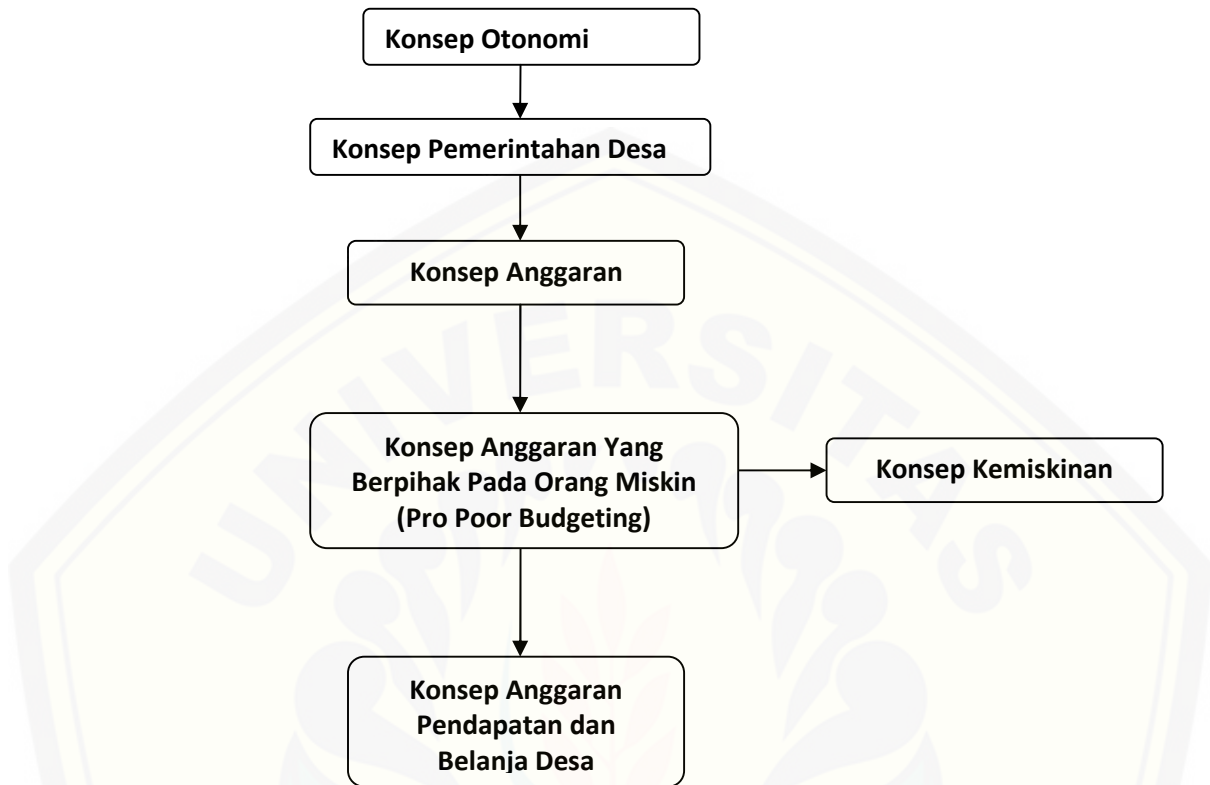 Konsep Otonomi
Konsep Pemerintahan Desa
Konsep Anggaran
Konsep Anggaran Yang
Berpihak Pada Orang Miskin
(Pro Poor Budgeting)
Konsep Kemiskinan
Konsep Anggaran
Pendapatan dan
Belanja Desa
UNIVERSITAS